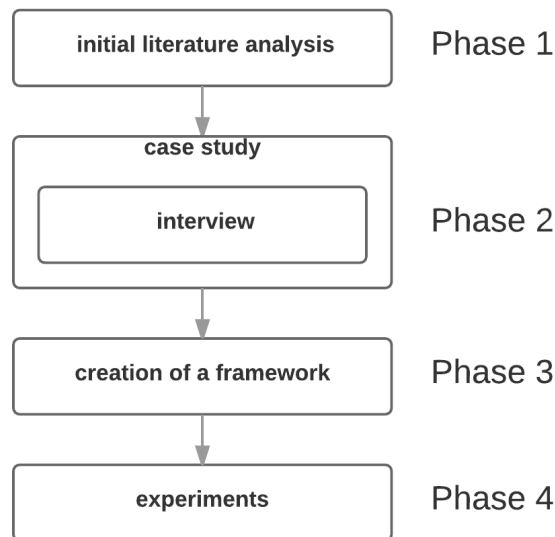 initial literature analysis Phase 1
case study
interview Phase 2
creation of a framework Phase 3
experiments Phase 4